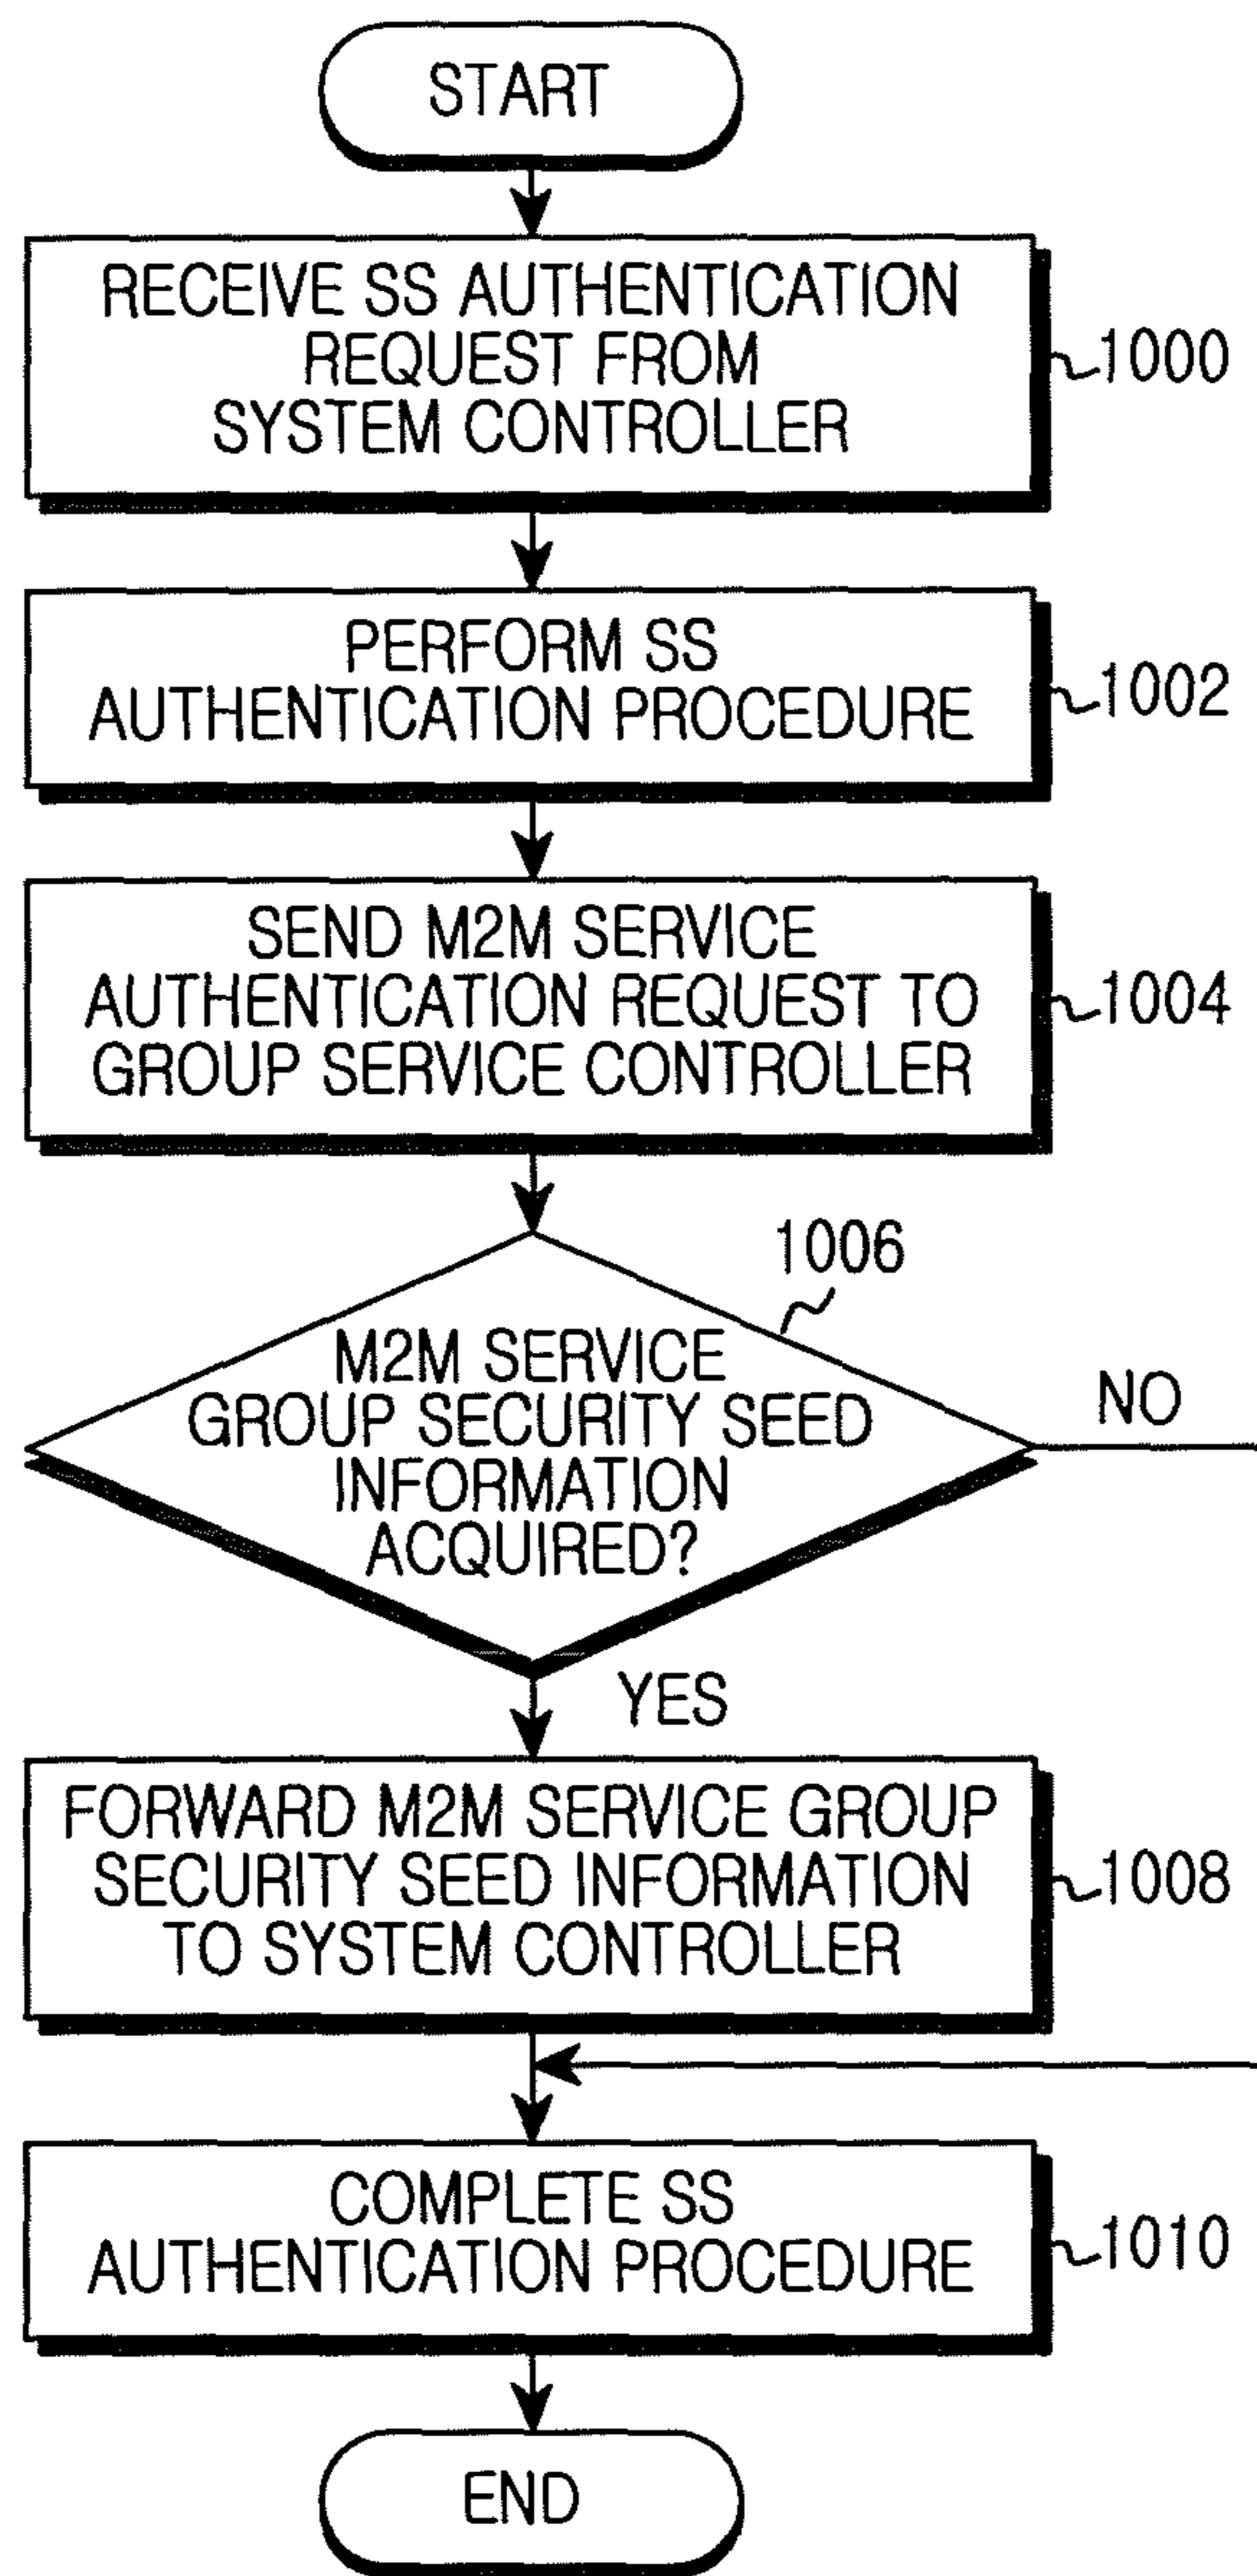 START
RECEIVE SS AUTHENTICATION
REQUEST FROM
SYSTEM CONTROLLER
1000
PERFORM SS
AUTHENTICATION PROCEDURE
1002
SEND M2M SERVICE
AUTHENTICATION REQUEST TO
GROUP SERVICE CONTROLLER
1004
1006
M2M SERVICE
GROUP SECURITY SEED
INFORMATION
ACQUIRED?
NO
YES
FORWARD M2M SERVICE GROUP
SECURITY SEED INFORMATION
TO SYSTEM CONTROLLER
1008
COMPLETE SS
AUTHENTICATION PROCEDURE
1010
END